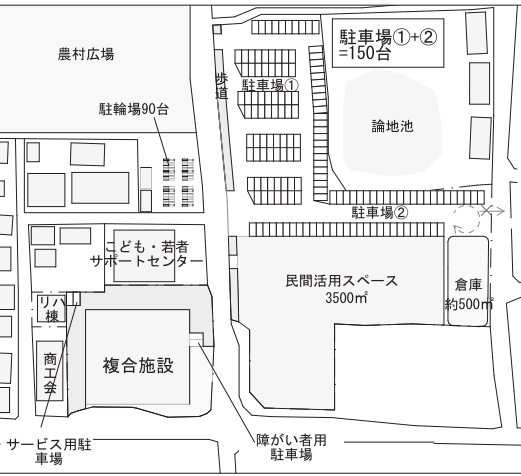 駐車場①+②
=150台
農村広場
歩道
駐車場①
駐輪場90台
論地池
駐車場②
こども・若者
サポートセンター
民間活用スペース
3500㎡
倉庫
約500㎡
リハ
棟
複合施設
商工会
・サービス用駐
車場
障がい者用
駐車場